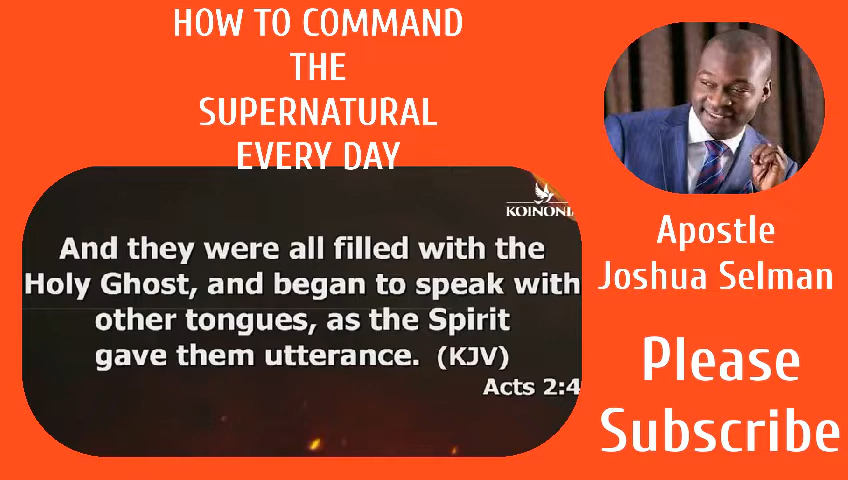 HOW TO COMMAND
THE
SUPERNATURAL
EVERY DAY
KOINONI
And they were all filled with the
Holy Ghost, and began to speak with
other tongues, as the Spirit
gave them utterance. (KJV)
Acts 2:4
Apostle
Joshua Selman
Please
Subscribe